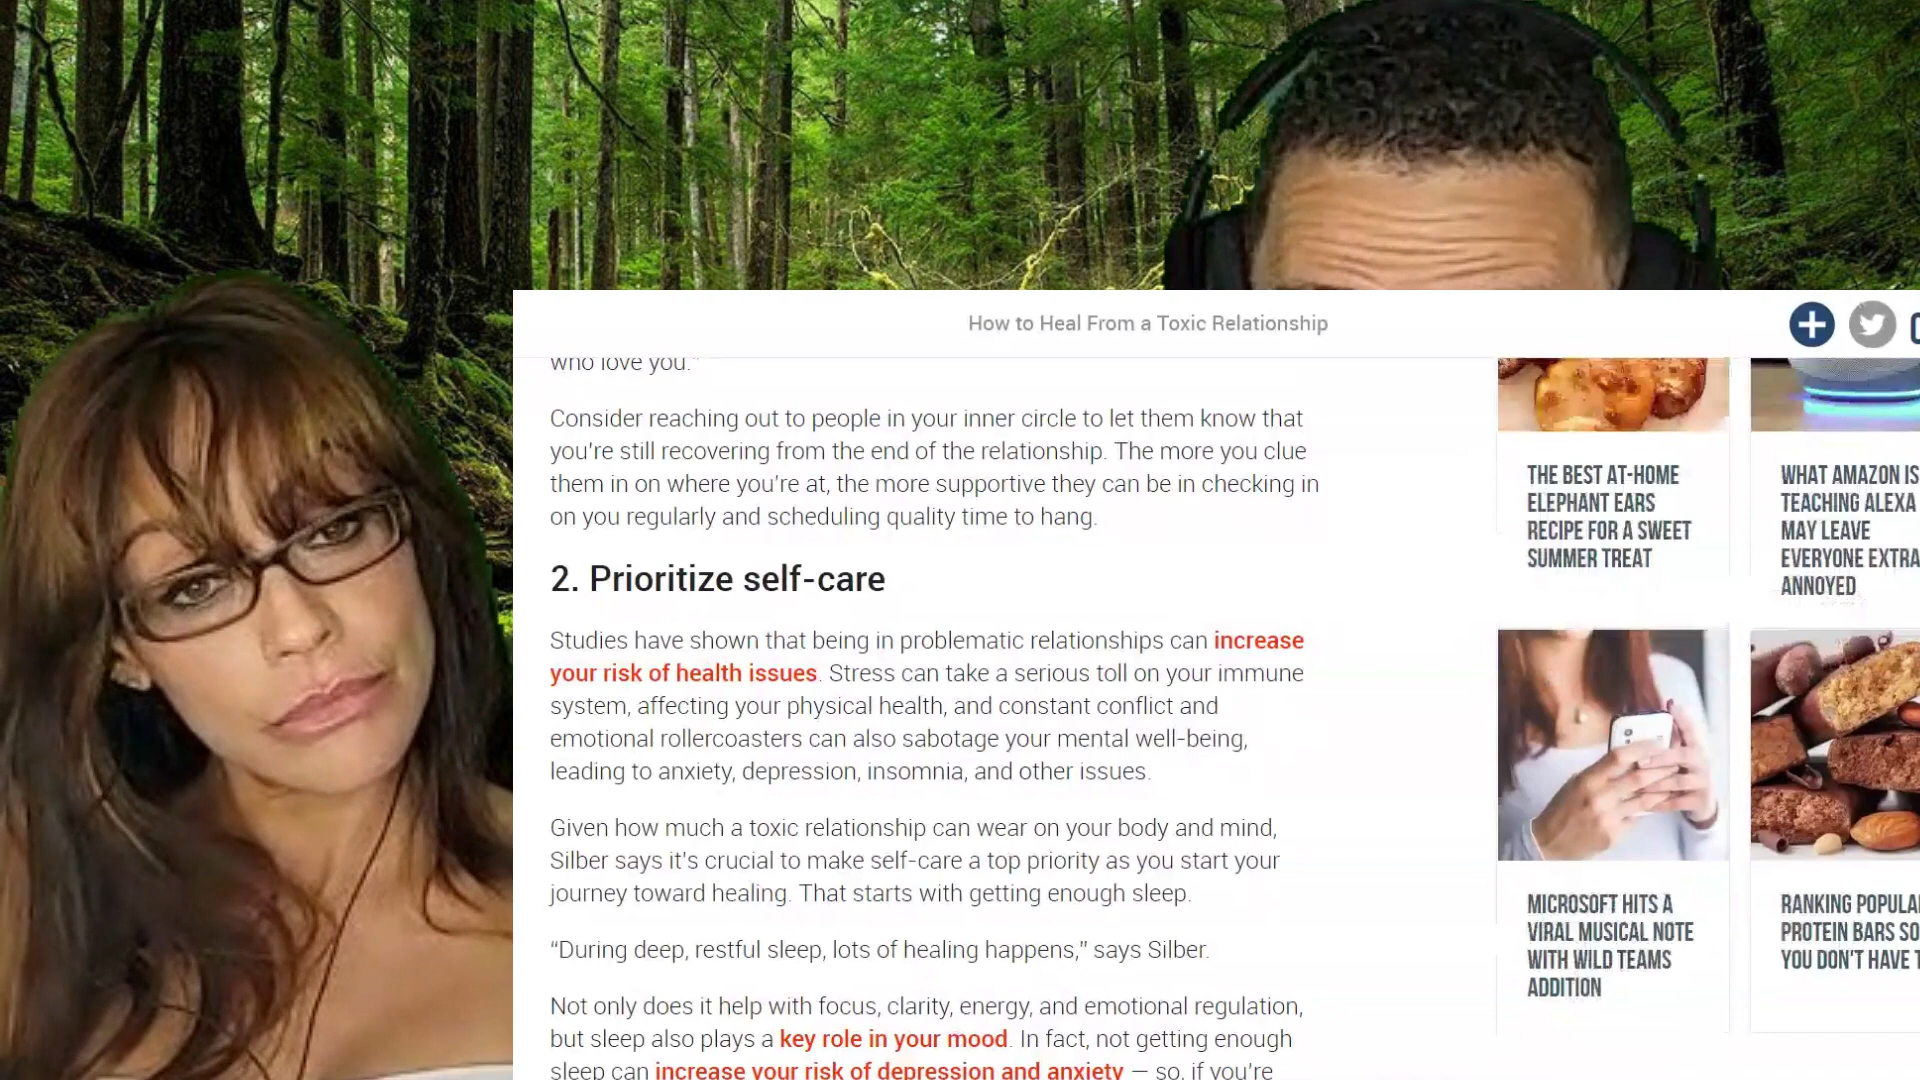 How to Heal From a Toxic Relationship
who love you."
Consider reaching out to people in your inner circle to let them know that
you're still recovering from the end of the relationship. The more you clue
them in on where you're at, the more supportive they can be in checking in
on you regularly and scheduling quality time to hang.
2. Prioritize self-care
Studies have shown that being in problematic relationships can increase
your risk of health issues. Stress can take a serious toll on your immune
system, affecting your physical health, and constant conflict and
emotional rollercoasters can also sabotage your mental well-being,
leading to anxiety, depression, insomnia, and other issues.
Given how much a toxic relationship can wear on your body and mind,
Silber says it's crucial to make self-care a top priority as you start your
journey toward healing. That starts with getting enough sleep.
“During deep, restful sleep, lots of healing happens,” says Silber.
Not only does it help with focus, clarity, energy, and emotional regulation,
but sleep also plays a key role in your mood. In fact, not getting enough
sleep can increase your risk of depression and anxiety — so, if you're
THE BEST AT-HOME
ELEPHANT EARS
RECIPE FOR A SWEET
SUMMER TREAT
WHAT AMAZON IS
TEACHING ALEXA
MAY LEAVE
EVERYONE EXTRA
ANNOYED
MICROSOFT HITS A
VIRAL MUSICAL NOTE
WITH WILD TEAMS
ADDITION
RANKING POPULA
PROTEIN BARS SO
YOU DON'T HAVE